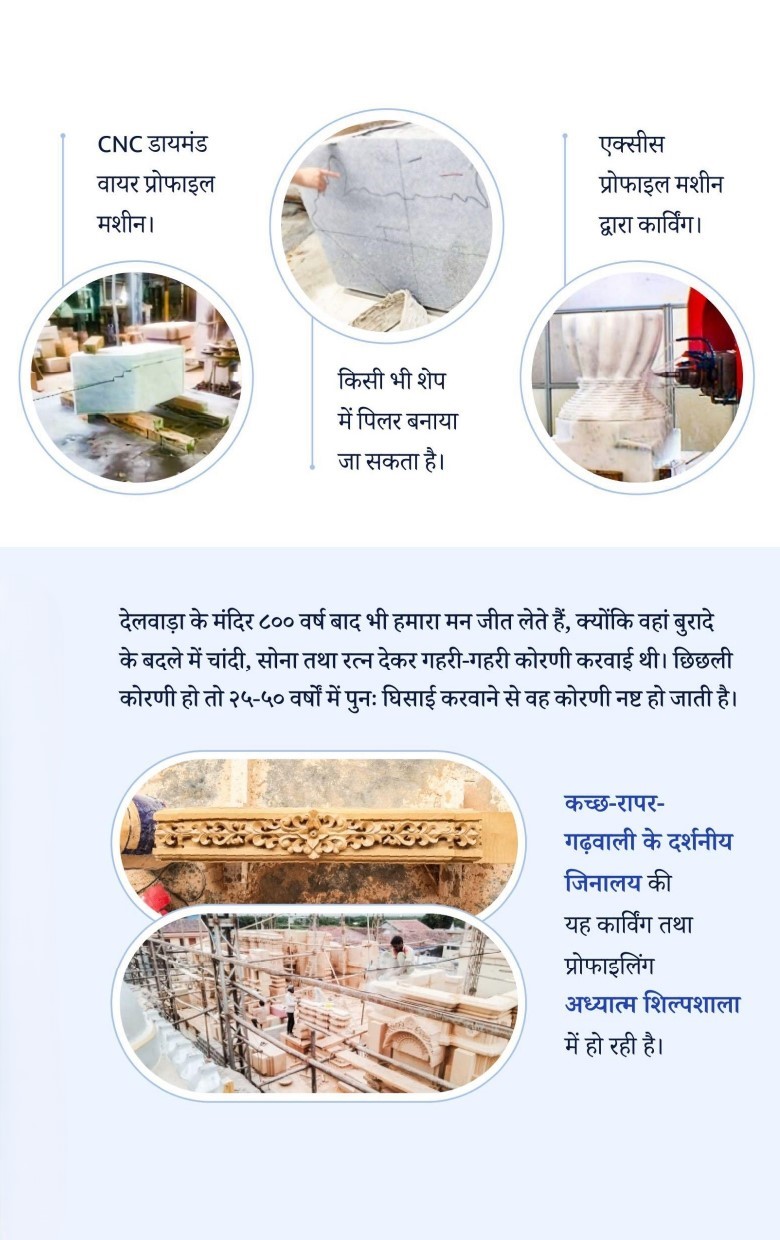 CNC डायमंड
वायर प्रोफाइल
मशीन।
किसी भी शेप
में पिलर बनाया
जा सकता है।
एक्सीस
प्रोफाइल मशीन
द्वारा कार्विंग।
देलवाड़ा के मंदिर ८०० वर्ष बाद भी हमारा मन जीत लेते हैं, क्योंकि वहां बुरादे
के बदले में चांदी, सोना तथा रत्न देकर गहरी-गहरी कोरणी करवाई थी। छिछली
कोरणी हो तो २५-५० वर्षों में पुनः घिसाई करवाने से वह कोरणी नष्ट हो जाती है।
कच्छ-रापर-
गढ़वाली के दर्शनीय
जिनालय की
यह कार्विंग तथा
प्रोफाइलिंग
अध्यात्म शिल्पशाला
में हो रही है।